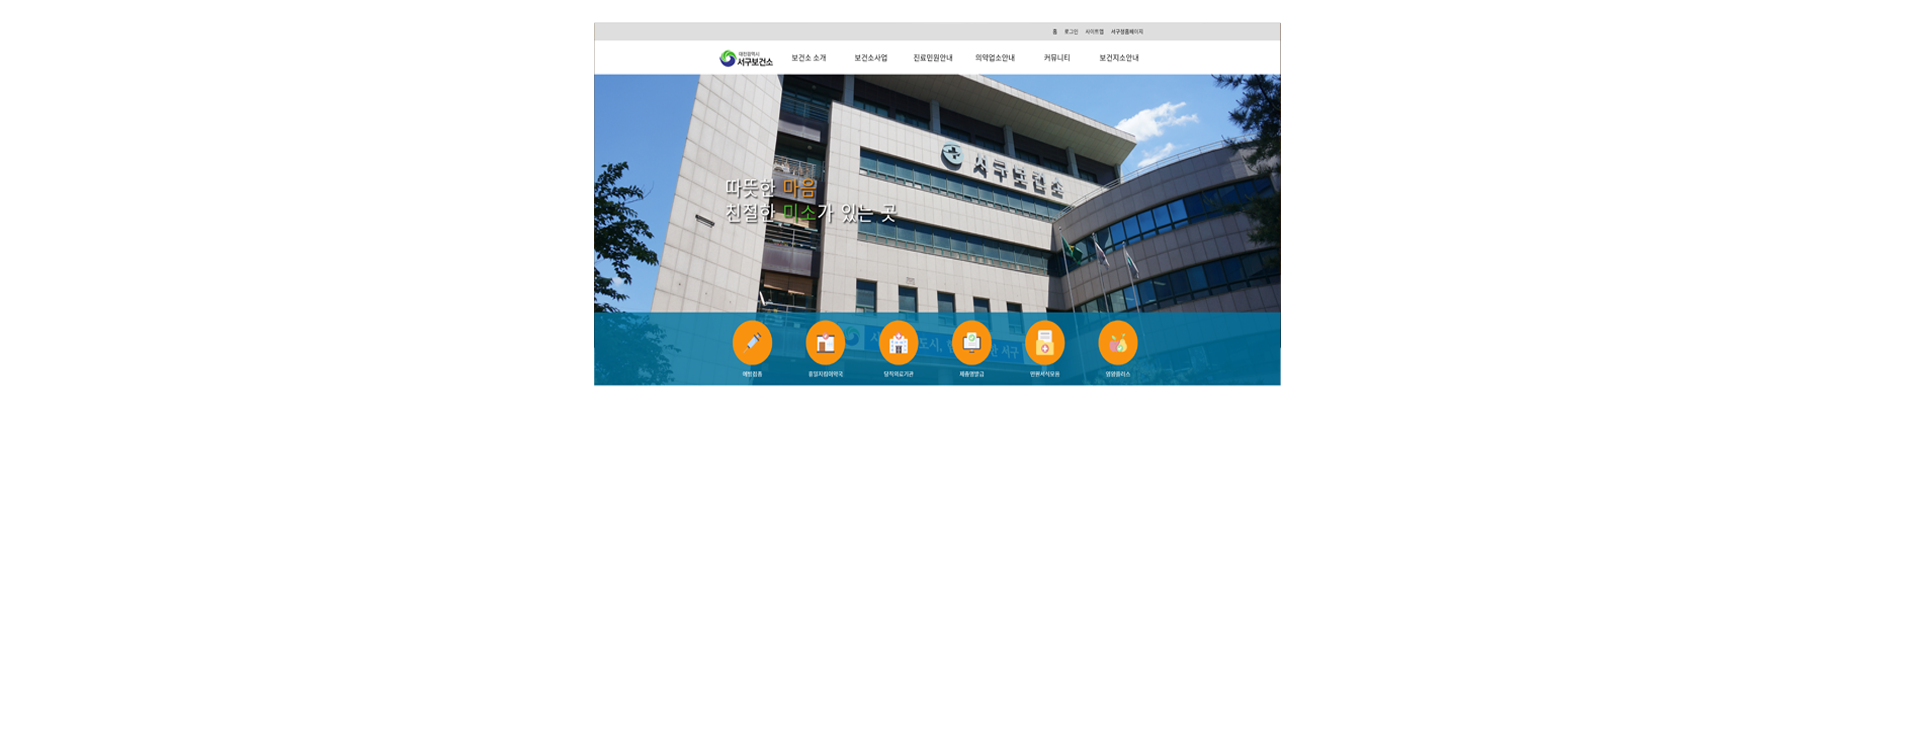 홈 로그인 사이트맵 서구청홈페이지
대전광역시
서구보건소
보건소 소개 보건소사업 진료민원안내 의약업소안내 커뮤니티 보건지소안내
서구보건소
따뜻한 마음
친절한 미소가 있는 곳
예방접종 휴일지킴이약국 당직의료기관 제증명발급 민원서식모음 영양플러스